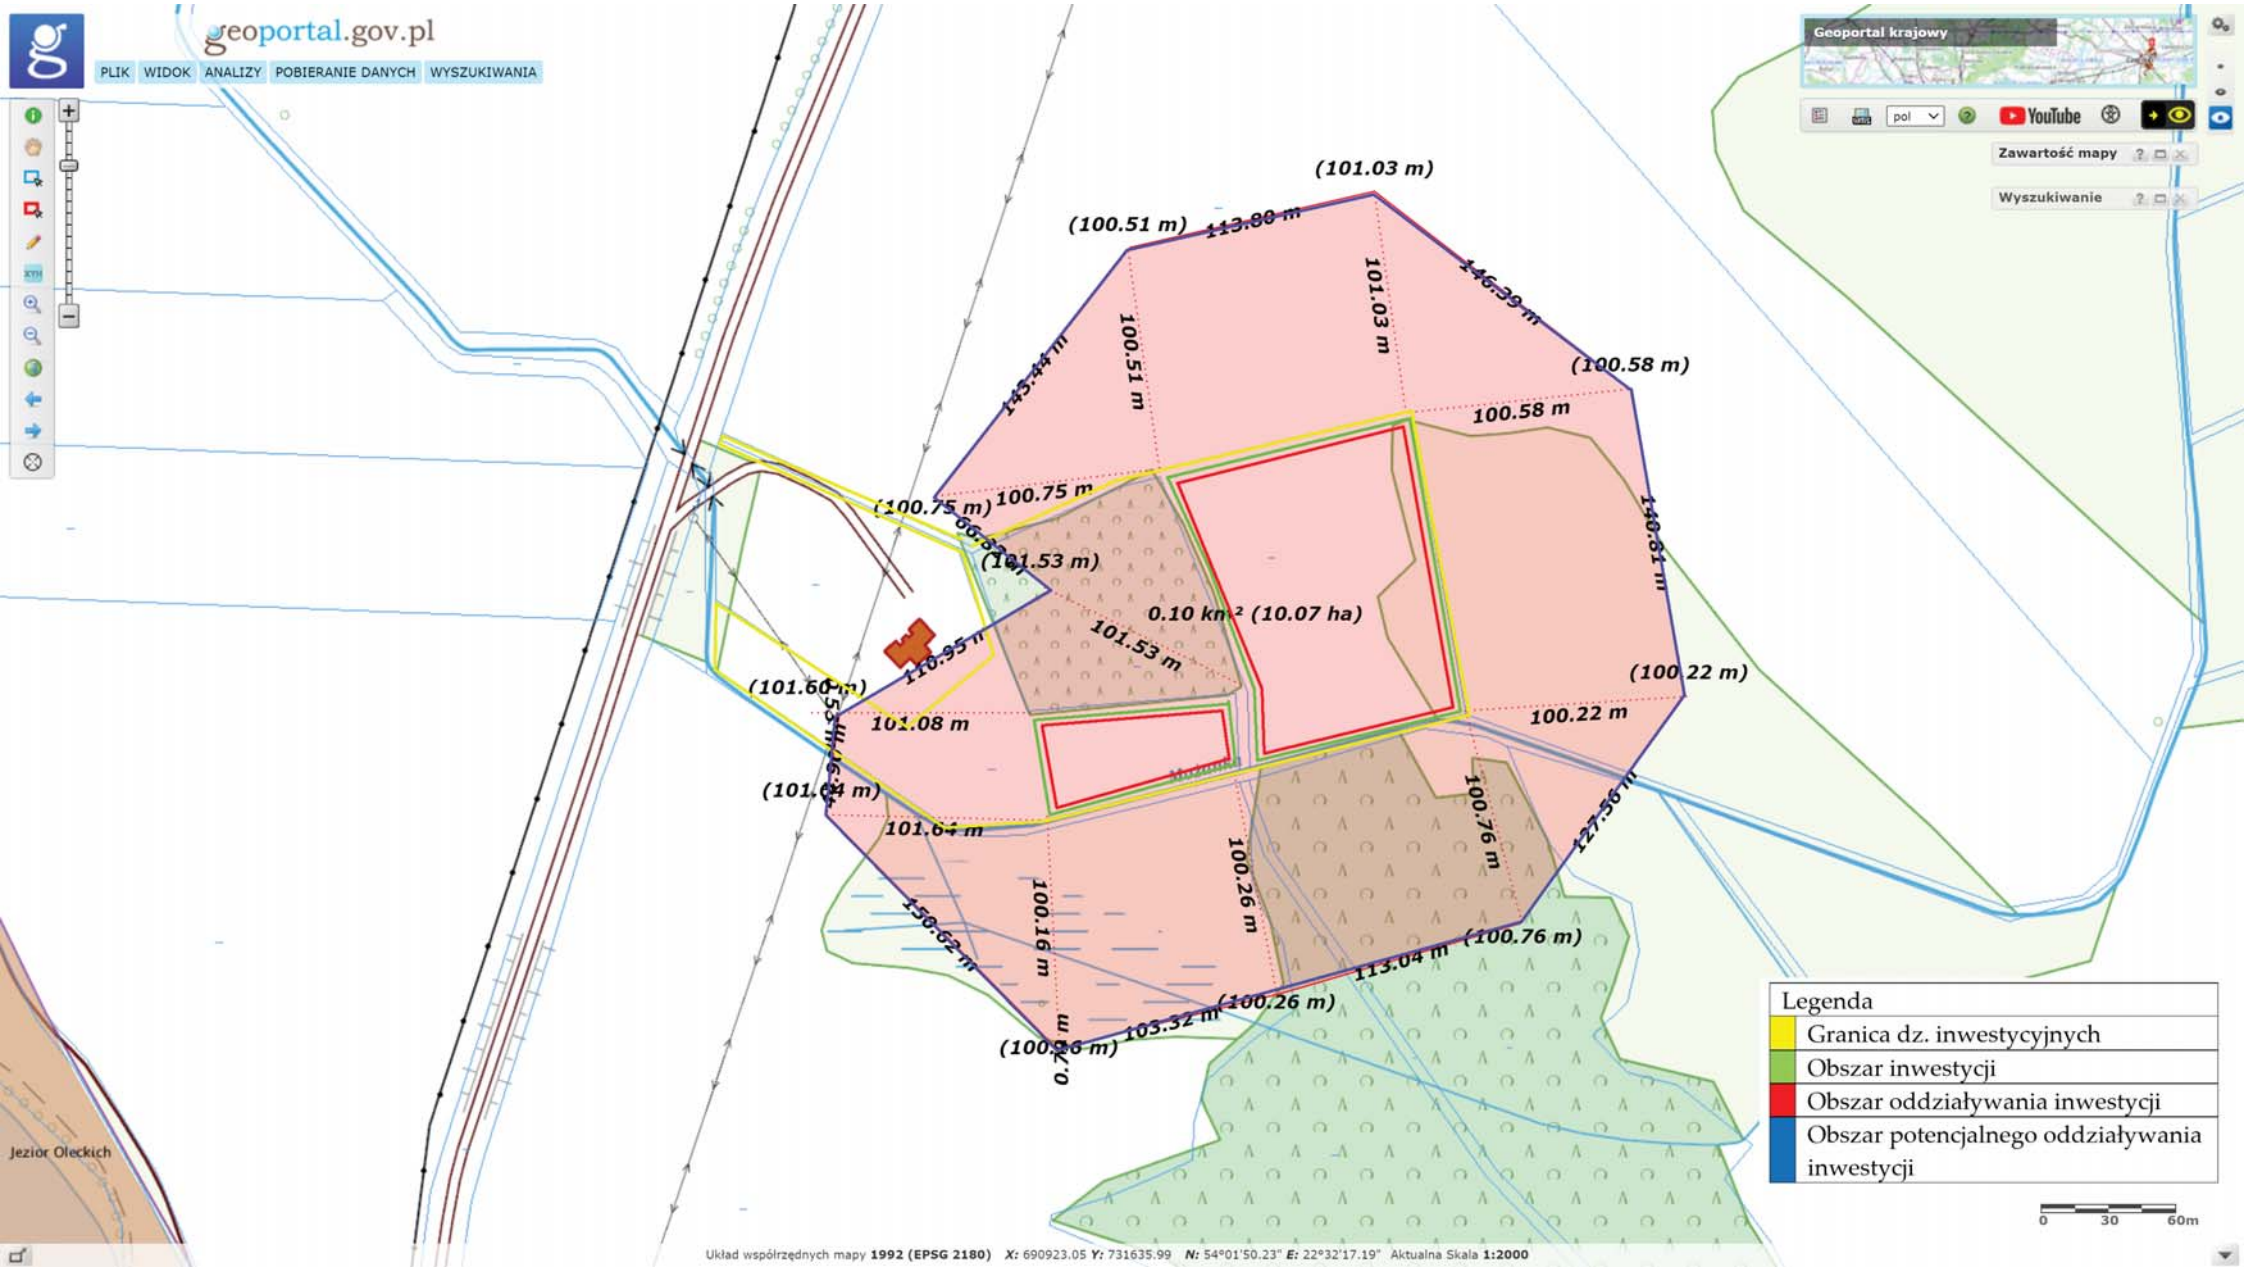 geoportal.gov.pl
PLIK WIDOK ANALIZY POBIERANIE DANYCH WYSZUKIWANIA
Geoportal krajowy
pol
YouTube
Zawartość mapy
Wyszukiwanie
(101.03 m)
(100.51 m)
113.80 m
146.39 m
101.03 m
100.51 m
143.44 m
(100.58 m)
100.58 m
(100.75 m)
100.75 m
140.81 m
(101.53 m)
0.10 km² (10.07 ha)
101.53 m
110.95 m
(100.22 m)
(101.60 m)
101.08 m
100.22 m
(101.64 m)
101.64 m
100.76 m
127.56 m
100.26 m
100.16 m
150.62 m
(100.76 m)
113.04 m
(100.26 m)
103.32 m
(100.16 m)
Jezior Oleckich
Legenda
Granica dz. inwestycyjnych
Obszar inwestycji
Obszar oddziaływania inwestycji
Obszar potencjalnego oddziaływania
inwestycji
0 30 60m
Układ współrzędnych mapy 1992 (EPSG 2180) X: 690923.05 Y: 731635.99 N: 54°01'50.23" E: 22°32'17.19" Aktualna Skala 1:2000